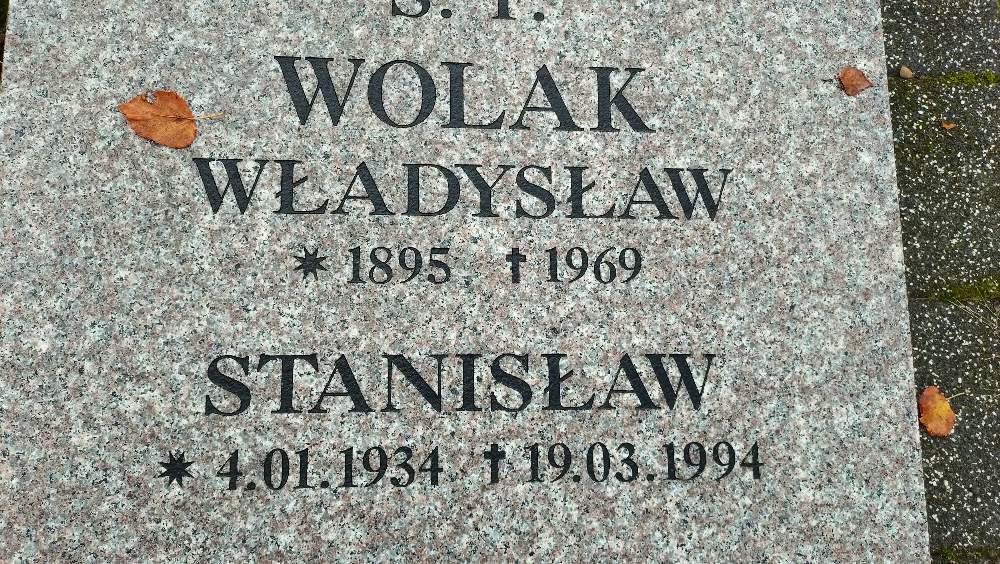 Ś. P.
WOLAK
WŁADYSŁAW
* 1895 † 1969
STANISŁAW
* 4.01.1934 † 19.03.1994